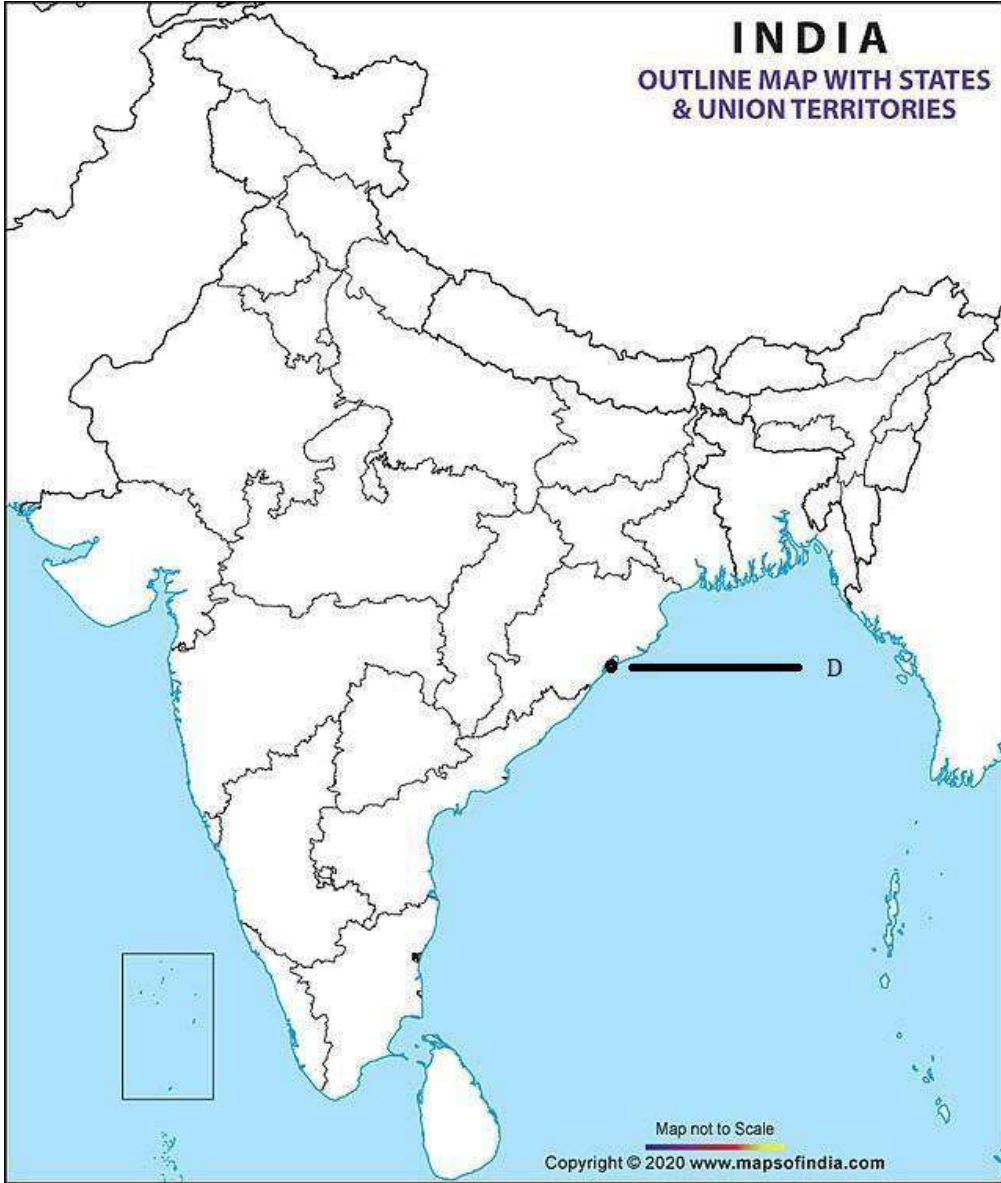 INDIA
OUTLINE MAP WITH STATES
& UNION TERRITORIES
D
Map not to Scale
Copyright © 2020 www.mapsofindia.com